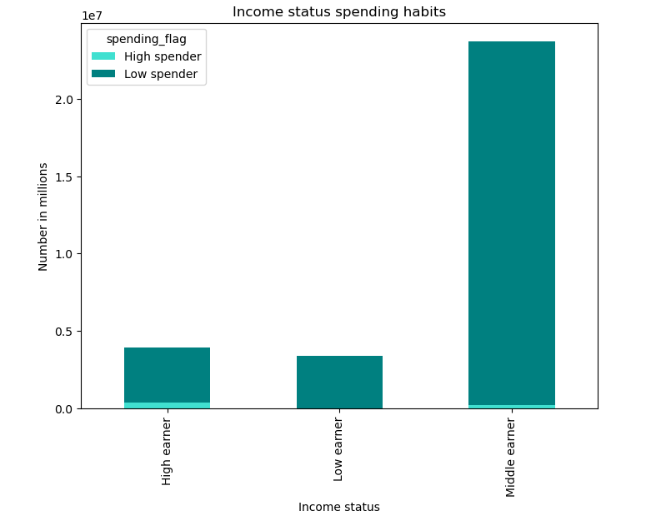 Income status spending habits
1e7
spending_flag
High spender
Low spender
2.0
1.5
1.0
0.5
0.0
Number in millions
High earner
Low earner
Middle earner
Income status